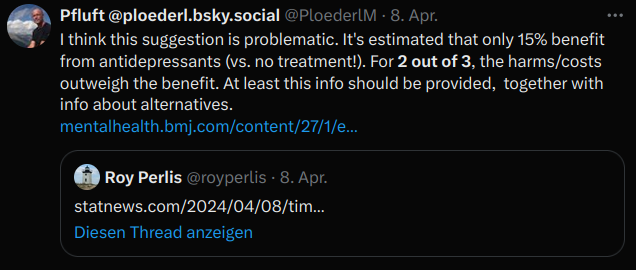 Pfluft @ploederl.bsky.social @PloederlM · 8. Apr.
I think this suggestion is problematic. It's estimated that only 15% benefit
from antidepressants (vs. no treatment!). For 2 out of 3, the harms/costs
outweigh the benefit. At least this info should be provided, together with
info about alternatives.
mentalhealth.bmj.com/content/27/1/e...
Roy Perlis @royperlis · 8. Apr.
statnews.com/2024/04/08/tim...
Diesen Thread anzeigen